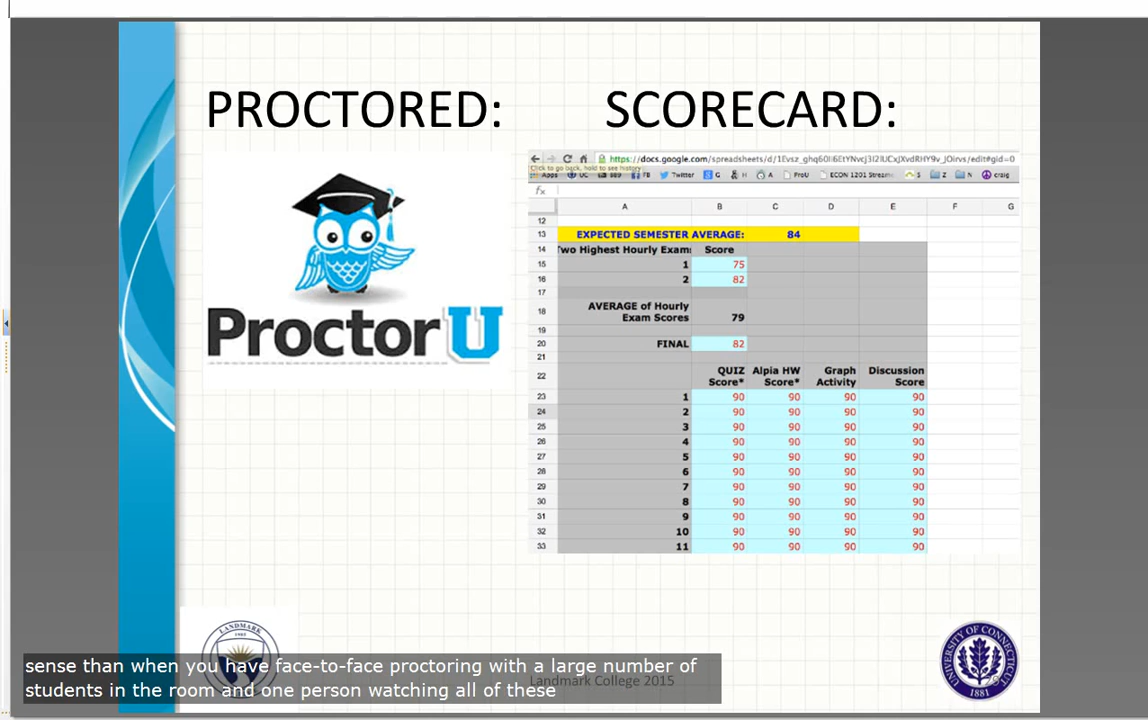 PROCTORED: SCORECARD:
https://docs.google.com/spreadsheets/d/
Click to go back, hold to see history
Apps UC FB Twitter G H A ProU ECON 1201 Stream S Z N craig
fx
A B C D E F G
12
13 EXPECTED SEMESTER AVERAGE: 84
14 Two Highest Hourly Exam: Score
15 1 75
16 2 82
17
18 AVERAGE of Hourly
Exam Scores 79
19
20 FINAL 82
21
22 QUIZ Alpia HW Graph Discussion
Score* Score* Activity Score
23 1 90 90 90 90
24 2 90 90 90 90
25 3 90 90 90 90
26 4 90 90 90 90
27 5 90 90 90 90
28 6 90 90 90 90
29 7 90 90 90 90
30 8 90 90 90 90
31 9 90 90 90 90
32 10 90 90 90 90
33 11 90 90 90 90
ProctorU
LANDMARK
sense than when you have face-to-face proctoring with a large number of
students in the room and one person watching all of these
Landmark College 2015
UNIVERSITY OF CONNECTICUT
1881